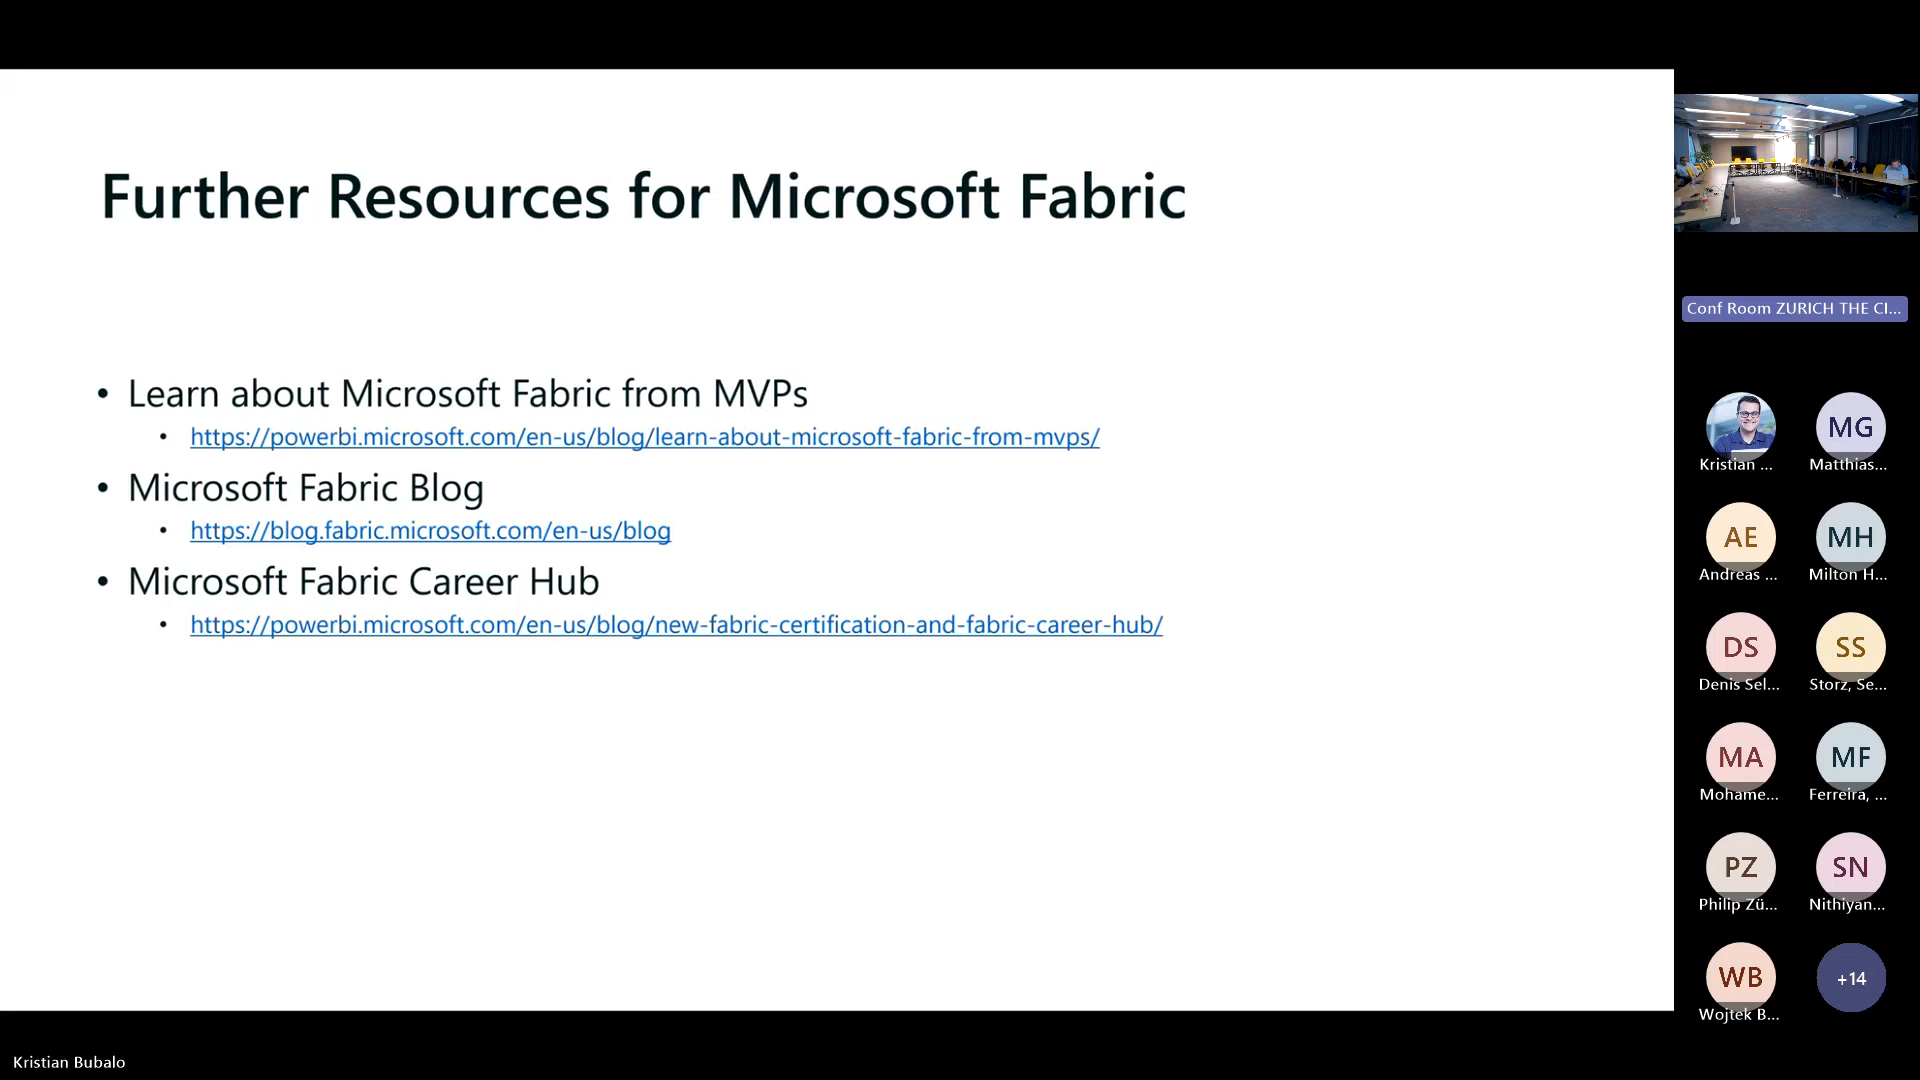 Further Resources for Microsoft Fabric
• Learn about Microsoft Fabric from MVPs
• https://powerbi.microsoft.com/en-us/blog/learn-about-microsoft-fabric-from-mvps/
• Microsoft Fabric Blog
• https://blog.fabric.microsoft.com/en-us/blog
• Microsoft Fabric Career Hub
• https://powerbi.microsoft.com/en-us/blog/new-fabric-certification-and-fabric-career-hub/
Conf Room ZURICH THE CI...
Kristian ...
MG
Matthias...
AE
Andreas ...
MH
Milton H...
DS
Denis Sel...
SS
Storz, Se...
MA
Mohame...
MF
Ferreira, ...
PZ
Philip Zü...
SN
Nithiyan...
WB
Wojtek B...
+14
Kristian Bubalo